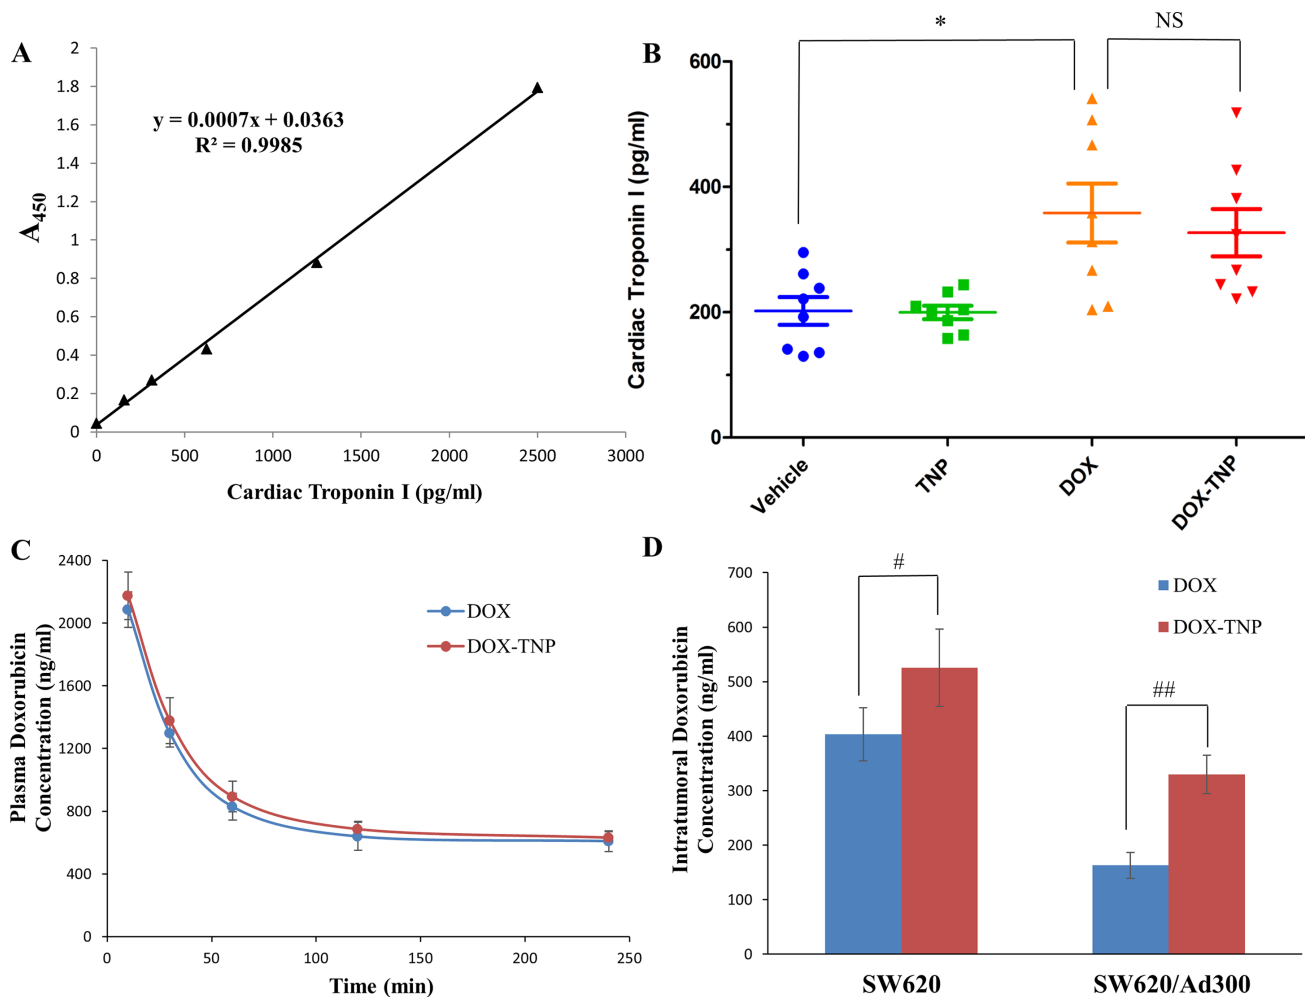 A
2
1.8
1.6
1.4
1.2
1
0.8
0.6
0.4
0.2
0
A450
y = 0.0007x + 0.0363
R² = 0.9985
0 500 1000 1500 2000 2500 3000
Cardiac Troponin I (pg/ml)
B
* NS
600
400
200
0
Cardiac Troponin I (pg/ml)
Vehicle
TNP
DOX
DOX-TNP
C
2400
2000
1600
1200
800
400
0
Plasma Doxorubicin
Concentration (ng/ml)
DOX
DOX-TNP
0 50 100 150 200 250
Time (min)
D
700
600
500
400
300
200
100
0
Intratumoral Doxorubicin
Concentration (ng/ml)
#
##
DOX
DOX-TNP
SW620 SW620/Ad300